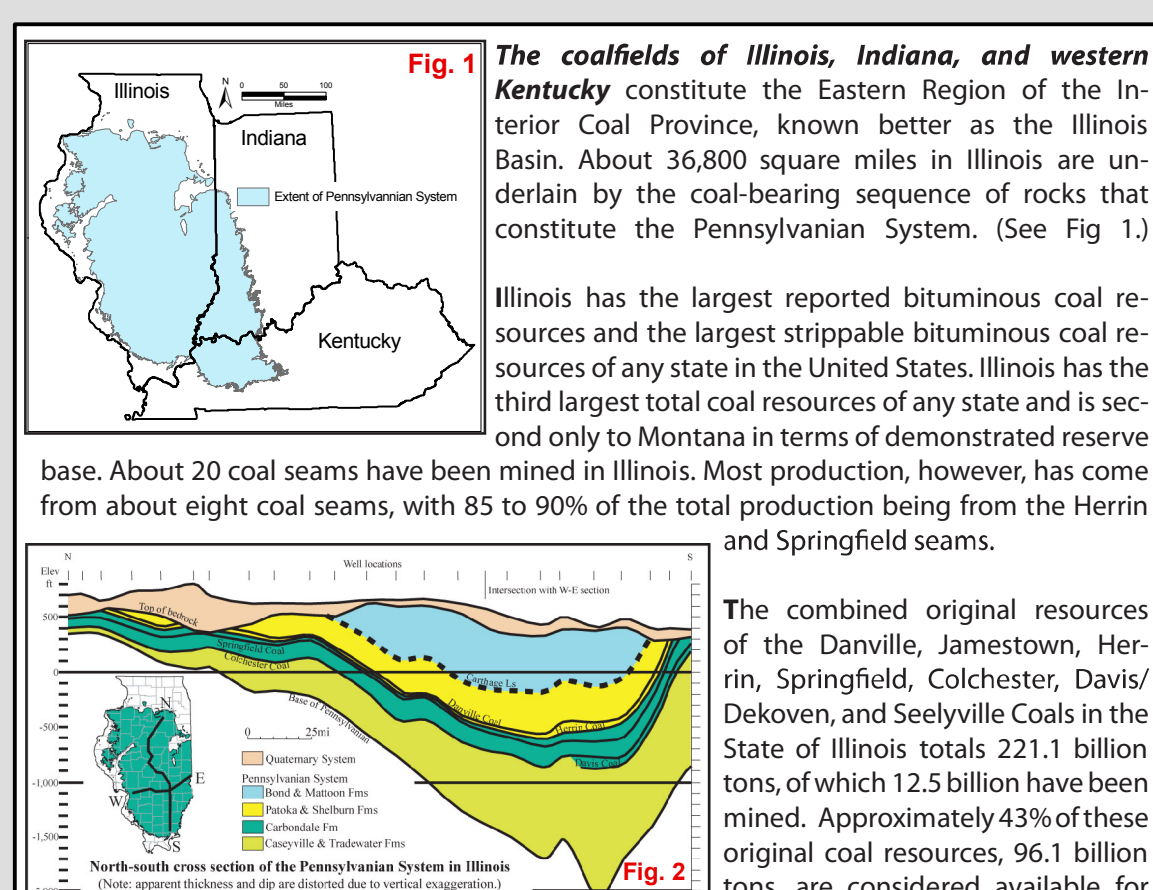 Fig. 1
Illinois
N
0 50 100
Miles
Indiana
Extent of Pennsylvannian System
Kentucky
The coalfields of Illinois, Indiana, and western
Kentucky constitute the Eastern Region of the In-
terior Coal Province, known better as the Illinois
Basin. About 36,800 square miles in Illinois are un-
derlain by the coal-bearing sequence of rocks that
constitute the Pennsylvanian System. (See Fig 1.)
Illinois has the largest reported bituminous coal re-
sources and the largest strippable bituminous coal re-
sources of any state in the United States. Illinois has the
third largest total coal resources of any state and is sec-
ond only to Montana in terms of demonstrated reserve
base. About 20 coal seams have been mined in Illinois. Most production, however, has come
from about eight coal seams, with 85 to 90% of the total production being from the Herrin
and Springfield seams.
N
S
Elev
ft
Well locations
Intersection with W-E section
500
0
-500
-1,000
-1,500
Top of bedrock
Springfield Coal
Colchester Coal
Base of Pennsylvanian
Carthage Ls
Danville Coal
Herrin Coal
Davis Coal
N
E
W
S
0 25mi
Quaternary System
Pennsylvanian System
Bond & Mattoon Fms
Patoka & Shelburn Fms
Carbondale Fm
Caseyville & Tradewater Fms
North-south cross section of the Pennsylvanian System in Illinois
(Note: apparent thickness and dip are distorted due to vertical exaggeration.)
Fig. 2
The combined original resources
of the Danville, Jamestown, Her-
rin, Springfield, Colchester, Davis/
Dekoven, and Seelyville Coals in the
State of Illinois totals 221.1 billion
tons, of which 12.5 billion have been
mined. Approximately 43% of these
original coal resources, 96.1 billion
tons, are considered available for